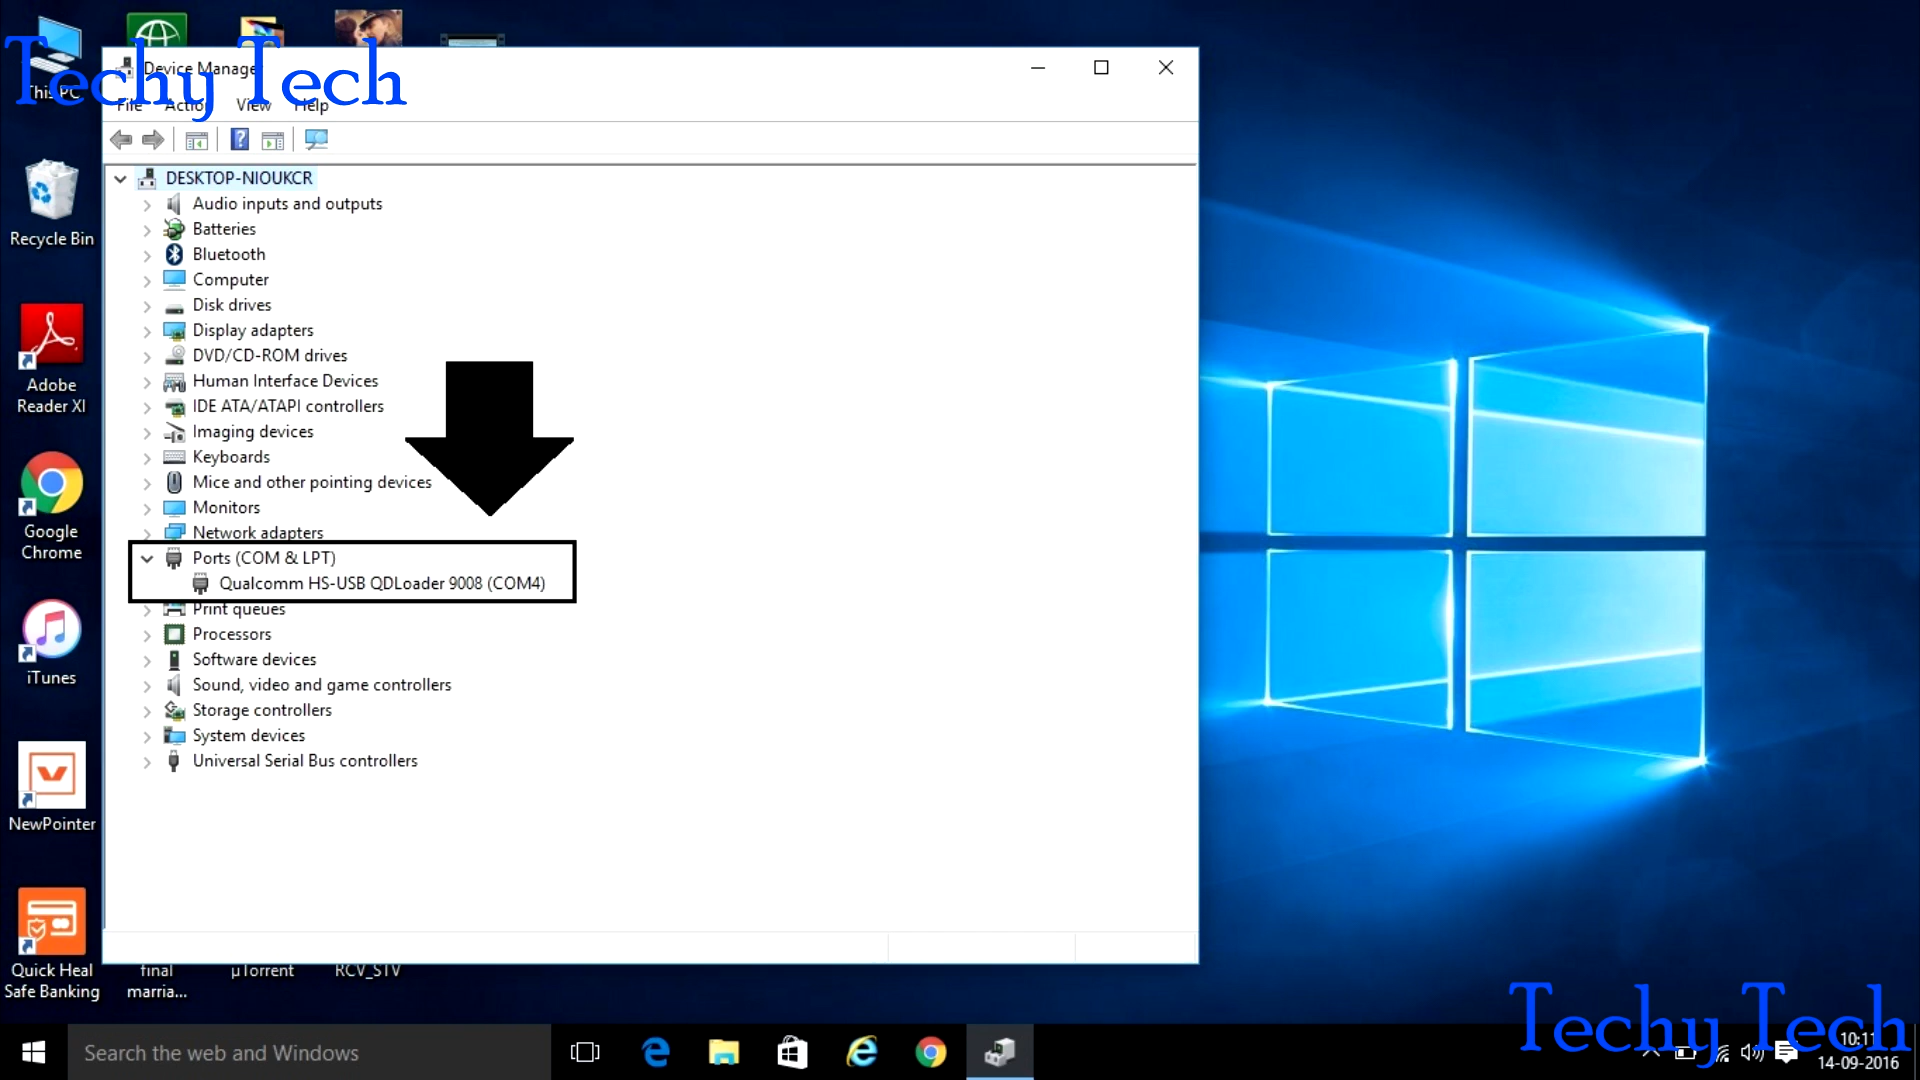 Techy Tech
This PC
Device Manager
File Action View Help
DESKTOP-NIOUKCR
Audio inputs and outputs
Batteries
Bluetooth
Computer
Disk drives
Display adapters
DVD/CD-ROM drives
Human Interface Devices
IDE ATA/ATAPI controllers
Imaging devices
Keyboards
Mice and other pointing devices
Monitors
Network adapters
Ports (COM & LPT)
Qualcomm HS-USB QDLoader 9008 (COM4)
Print queues
Processors
Software devices
Sound, video and game controllers
Storage controllers
System devices
Universal Serial Bus controllers
Recycle Bin
Adobe
Reader XI
Google
Chrome
iTunes
NewPointer
Quick Heal
Safe Banking
final
marria...
µTorrent
RCV_STV
Techy Tech
Search the web and Windows
10:11
14-09-2016